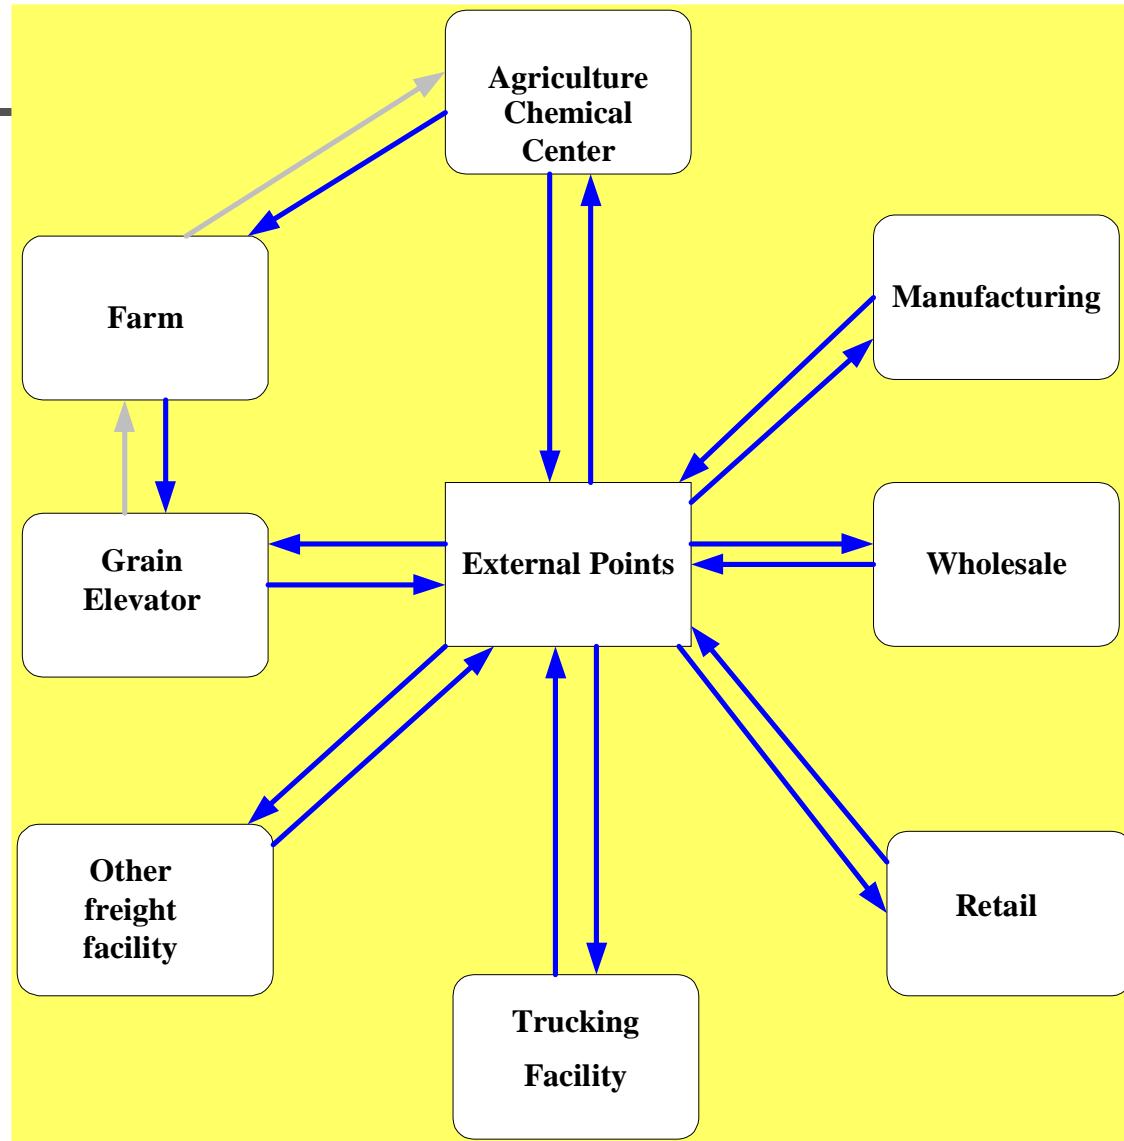 Agriculture
Chemical
Center
Farm
Manufacturing
Grain
Elevator
External Points
Wholesale
Other
freight
facility
Retail
Trucking
Facility